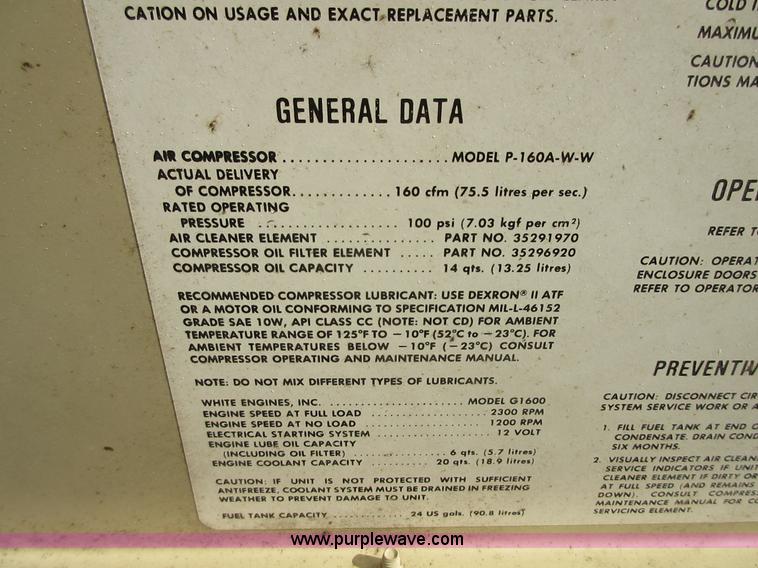 CATION ON USAGE AND EXACT REPLACEMENT PARTS.
GENERAL DATA
AIR COMPRESSOR ..................... MODEL P-160A-W-W
ACTUAL DELIVERY
OF COMPRESSOR............ 160 cfm (75.5 litres per sec.)
RATED OPERATING
PRESSURE .................. 100 psi (7.03 kgf per cm²)
AIR CLEANER ELEMENT .............. PART NO. 35291970
COMPRESSOR OIL FILTER ELEMENT ..... PART NO. 35296920
COMPRESSOR OIL CAPACITY .......... 14 qts. (13.25 litres)
RECOMMENDED COMPRESSOR LUBRICANT: USE DEXRON® II ATF
OR A MOTOR OIL CONFORMING TO SPECIFICATION MIL-L-46152
GRADE SAE 10W, API CLASS CC (NOTE: NOT CD) FOR AMBIENT
TEMPERATURE RANGE OF 125°F TO −10°F (52°C to −23°C). FOR
AMBIENT TEMPERATURES BELOW −10°F (−23°C) CONSULT
COMPRESSOR OPERATING AND MAINTENANCE MANUAL.
NOTE: DO NOT MIX DIFFERENT TYPES OF LUBRICANTS.
WHITE ENGINES, INC. ........................ MODEL G1600
ENGINE SPEED AT FULL LOAD .................... 2300 RPM
ENGINE SPEED AT NO LOAD ...................... 1200 RPM
ELECTRICAL STARTING SYSTEM ..................... 12 VOLT
ENGINE LUBE OIL CAPACITY
(INCLUDING OIL FILTER) ................. 6 qts. (5.7 litres)
ENGINE COOLANT CAPACITY ............ 20 qts. (18.9 litres)
CAUTION: IF UNIT IS NOT PROTECTED WITH SUFFICIENT
ANTIFREEZE, COOLANT SYSTEM MUST BE DRAINED IN FREEZING
WEATHER TO PREVENT DAMAGE TO UNIT.
FUEL TANK CAPACITY ................ 24 US gals. (90.8 litres)
COLD
MAXIMU
CAUTION
TIONS MA
OPE
REFER T
CAUTION: OPERAT
ENCLOSURE DOORS
REFER TO OPERATOR
PREVENTIV
CAUTION: DISCONNECT CIR
SYSTEM SERVICE WORK OR A
1. FILL FUEL TANK AT END O
CONDENSATE. DRAIN COND
SIX MONTHS.
2. VISUALLY INSPECT AIR CLEAN
SERVICE INDICATORS IF UNIT
CLEANER ELEMENT IF DIRTY OR
AT FULL SPEED (AND REMAINS
DOWN). CONSULT COMPRES
MAINTENANCE MANUAL FOR CO
SERVICING ELEMENT.
www.purplewave.com